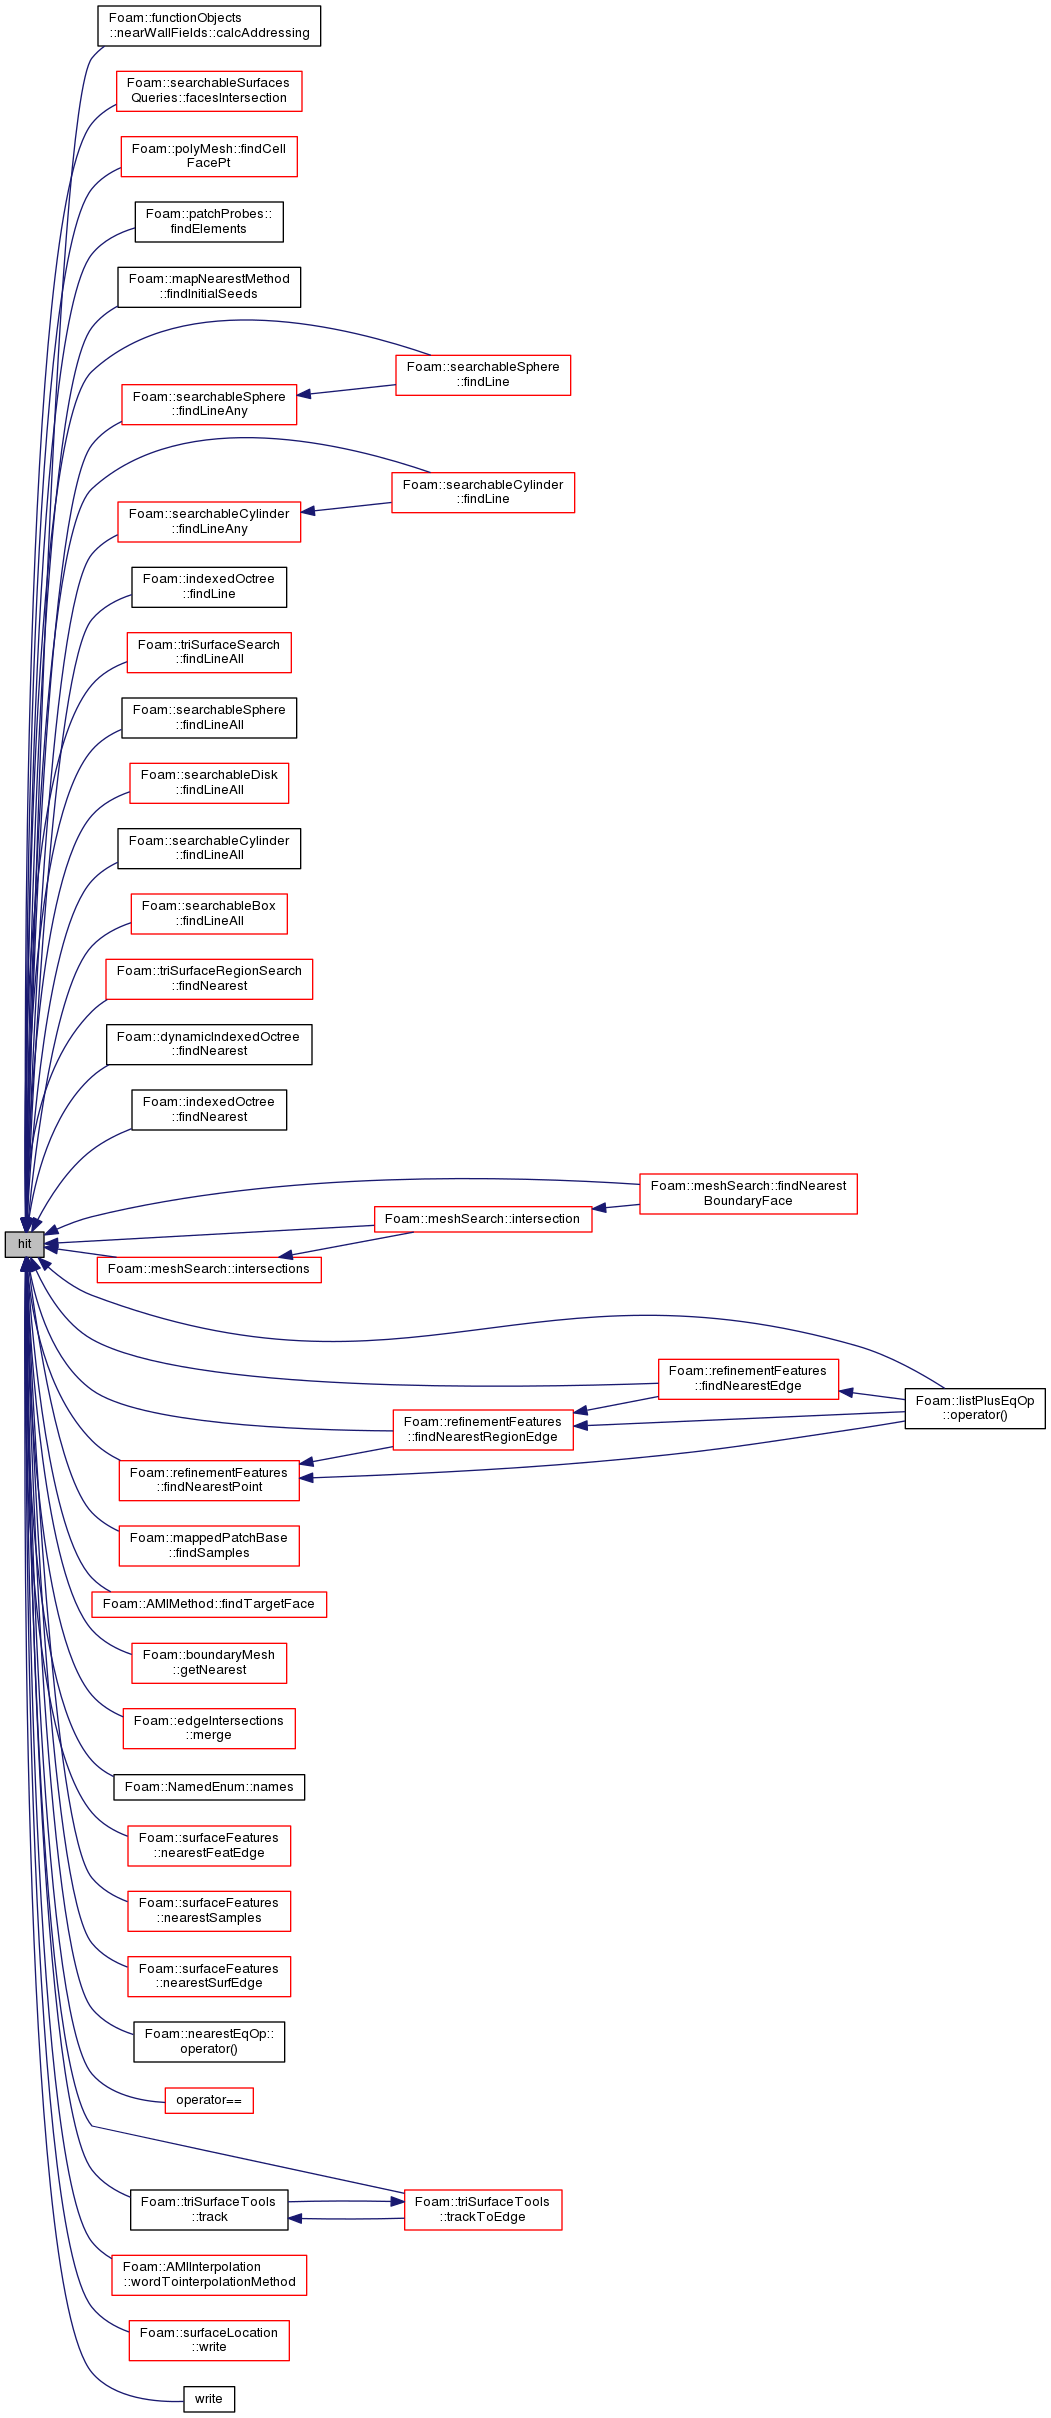 Foam::functionObjects
::nearWallFields::calcAddressing
Foam::searchableSurfaces
Queries::facesIntersection
Foam::polyMesh::findCell
FacePt
Foam::patchProbes::
findElements
Foam::mapNearestMethod
::findInitialSeeds
Foam::searchableSphere
::findLine
Foam::searchableSphere
::findLineAny
Foam::searchableCylinder
::findLine
Foam::searchableCylinder
::findLineAny
Foam::indexedOctree
::findLine
Foam::triSurfaceSearch
::findLineAll
Foam::searchableSphere
::findLineAll
Foam::searchableDisk
::findLineAll
Foam::searchableCylinder
::findLineAll
Foam::searchableBox
::findLineAll
Foam::triSurfaceRegionSearch
::findNearest
Foam::dynamicIndexedOctree
::findNearest
Foam::indexedOctree
::findNearest
Foam::meshSearch::findNearest
BoundaryFace
Foam::meshSearch::intersection
hit
Foam::meshSearch::intersections
Foam::refinementFeatures
::findNearestEdge
Foam::listPlusEqOp
::operator()
Foam::refinementFeatures
::findNearestRegionEdge
Foam::refinementFeatures
::findNearestPoint
Foam::mappedPatchBase
::findSamples
Foam::AMIMethod::findTargetFace
Foam::boundaryMesh
::getNearest
Foam::edgeIntersections
::merge
Foam::NamedEnum::names
Foam::surfaceFeatures
::nearestFeatEdge
Foam::surfaceFeatures
::nearestSamples
Foam::surfaceFeatures
::nearestSurfEdge
Foam::nearestEqOp::
operator()
operator==
Foam::triSurfaceTools
::track
Foam::triSurfaceTools
::trackToEdge
Foam::AMIInterpolation
::wordTointerpolationMethod
Foam::surfaceLocation
::write
write